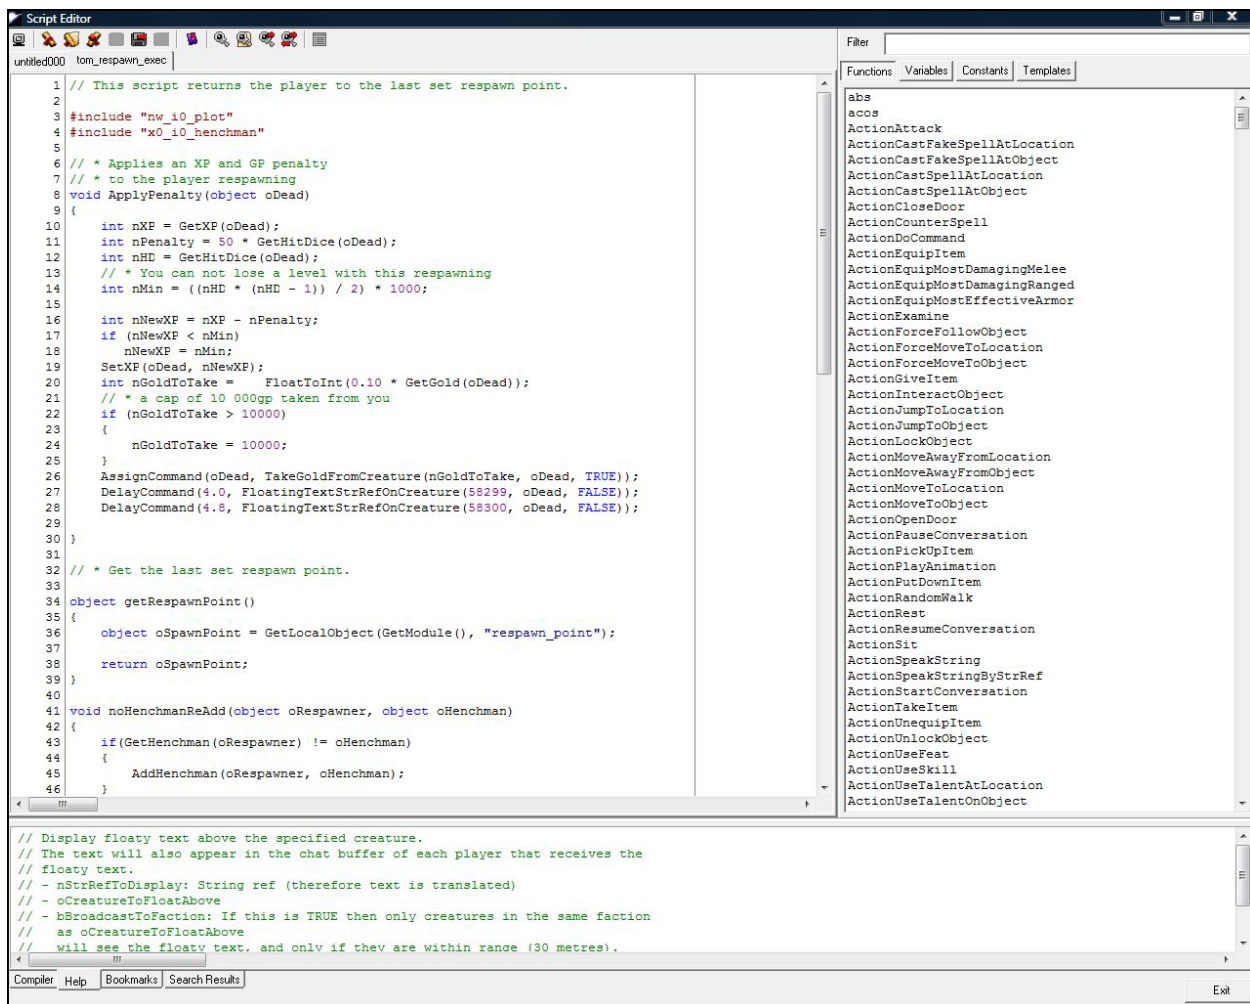 Script Editor
untitled000 tom_respawn_exec
1 // This script returns the player to the last set respawn point.
2
3 #include "nw_i0_plot"
4 #include "x0_i0_henchman"
5
6 // * Applies an XP and GP penalty
7 // * to the player respawning
8 void ApplyPenalty(object oDead)
9 {
10 int nXP = GetXP(oDead);
11 int nPenalty = 50 * GetHitDice(oDead);
12 int nHD = GetHitDice(oDead);
13 // * You can not lose a level with this respawning
14 int nMin = ((nHD * (nHD - 1)) / 2) * 1000;
15
16 int nNewXP = nXP - nPenalty;
17 if (nNewXP < nMin)
18 nNewXP = nMin;
19 SetXP(oDead, nNewXP);
20 int nGoldToTake = FloatToInt(0.10 * GetGold(oDead));
21 // * a cap of 10 000gp taken from you
22 if (nGoldToTake > 10000)
23 {
24 nGoldToTake = 10000;
25 }
26 AssignCommand(oDead, TakeGoldFromCreature(nGoldToTake, oDead, TRUE));
27 DelayCommand(4.0, FloatingTextStrRefOnCreature(58299, oDead, FALSE));
28 DelayCommand(4.8, FloatingTextStrRefOnCreature(58300, oDead, FALSE));
29
30 }
31
32 // * Get the last set respawn point.
33
34 object getRespawnPoint()
35 {
36 object oSpawnPoint = GetLocalObject(GetModule(), "respawn_point");
37
38 return oSpawnPoint;
39 }
40
41 void noHenchmanReAdd(object oRespawner, object oHenchman)
42 {
43 if(GetHenchman(oRespawner) != oHenchman)
44 {
45 AddHenchman(oRespawner, oHenchman);
46 }
Filter
Functions Variables Constants Templates
abs
acos
ActionAttack
ActionCastFakeSpellAtLocation
ActionCastFakeSpellAtObject
ActionCastSpellAtLocation
ActionCastSpellAtObject
ActionCloseDoor
ActionCounterSpell
ActionDoCommand
ActionEquipItem
ActionEquipMostDamagingMelee
ActionEquipMostDamagingRanged
ActionEquipMostEffectiveArmor
ActionExamine
ActionForceFollowObject
ActionForceMoveToLocation
ActionForceMoveToObject
ActionGiveItem
ActionInteractObject
ActionJumpToLocation
ActionJumpToObject
ActionLockObject
ActionMoveAwayFromLocation
ActionMoveAwayFromObject
ActionMoveToLocation
ActionMoveToObject
ActionOpenDoor
ActionPauseConversation
ActionPickUpItem
ActionPlayAnimation
ActionPutDownItem
ActionRandomWalk
ActionRest
ActionResumeConversation
ActionSit
ActionSpeakString
ActionSpeakStringByStrRef
ActionStartConversation
ActionTakeItem
ActionUnequipItem
ActionUnlockObject
ActionUseFeat
ActionUseSkill
ActionUseTalentAtLocation
ActionUseTalentOnObject
// Display floaty text above the specified creature.
// The text will also appear in the chat buffer of each player that receives the
// floaty text.
// - nStrRefToDisplay: String ref (therefore text is translated)
// - oCreatureToFloatAbove
// - bBroadcastToFaction: If this is TRUE then only creatures in the same faction
// as oCreatureToFloatAbove
// will see the floaty text, and only if they are within range (30 metres).
Compiler Help Bookmarks Search Results
Exit